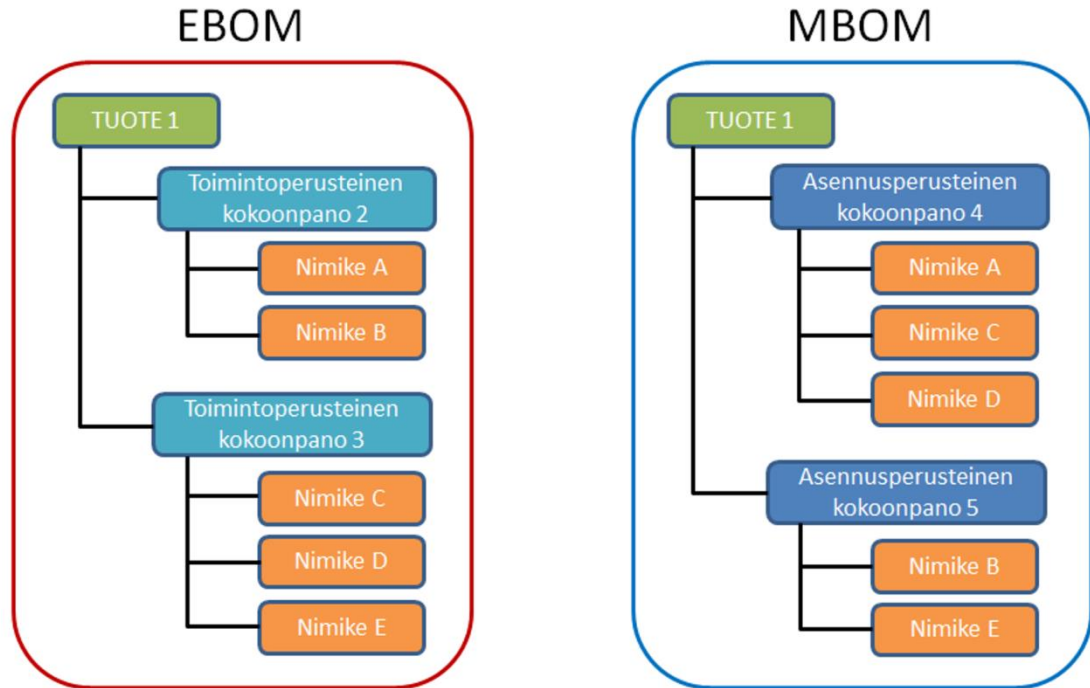 EBOM
TUOTE 1
Toimintoperusteinen
kokoonpano 2
Nimike A
Nimike B
Toimintoperusteinen
kokoonpano 3
Nimike C
Nimike D
Nimike E
MBOM
TUOTE 1
Asennusperusteinen
kokoonpano 4
Nimike A
Nimike C
Nimike D
Asennusperusteinen
kokoonpano 5
Nimike B
Nimike E